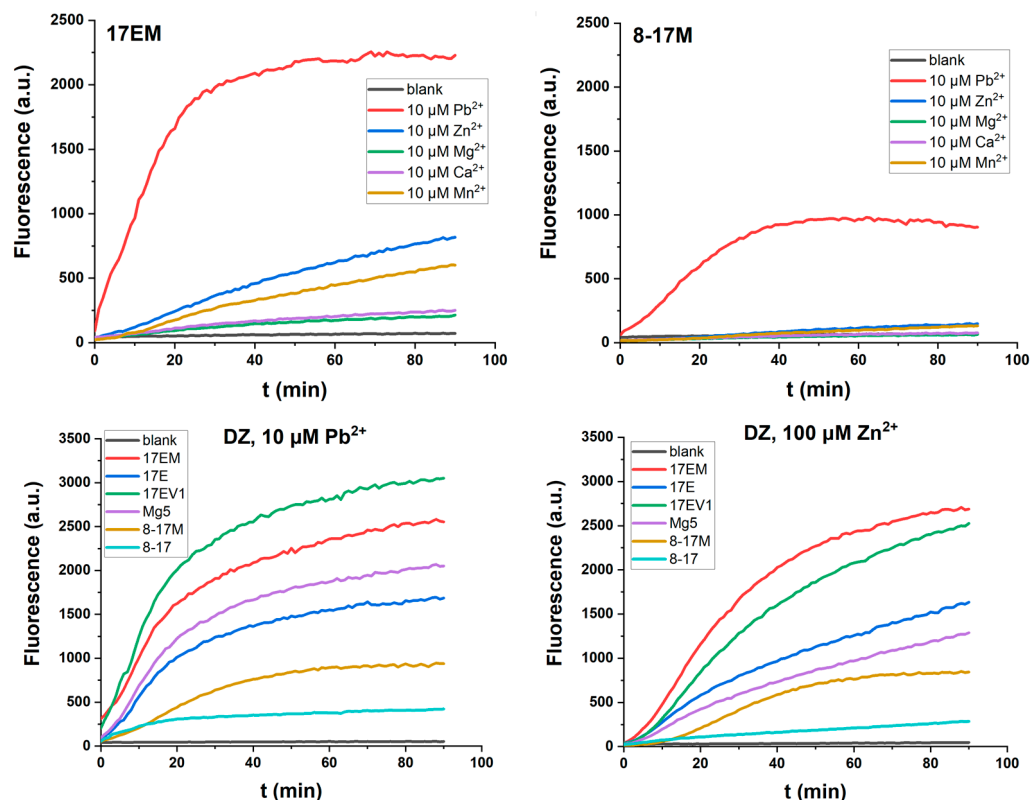 17EM
Fluorescence (a.u.)
2500
2000
1500
1000
500
0
blank
10 µM Pb²⁺
10 µM Zn²⁺
10 µM Mg²⁺
10 µM Ca²⁺
10 µM Mn²⁺
0 20 40 60 80 100
t (min)
8-17M
Fluorescence (a.u.)
2500
2000
1500
1000
500
0
blank
10 µM Pb²⁺
10 µM Zn²⁺
10 µM Mg²⁺
10 µM Ca²⁺
10 µM Mn²⁺
0 20 40 60 80 100
t (min)
DZ, 10 µM Pb²⁺
Fluorescence (a.u.)
3500
3000
2500
2000
1500
1000
500
0
blank
17EM
17E
17EV1
Mg5
8-17M
8-17
0 20 40 60 80 100
t (min)
DZ, 100 µM Zn²⁺
Fluorescence (a.u.)
3500
3000
2500
2000
1500
1000
500
0
blank
17EM
17E
17EV1
Mg5
8-17M
8-17
0 20 40 60 80 100
t (min)